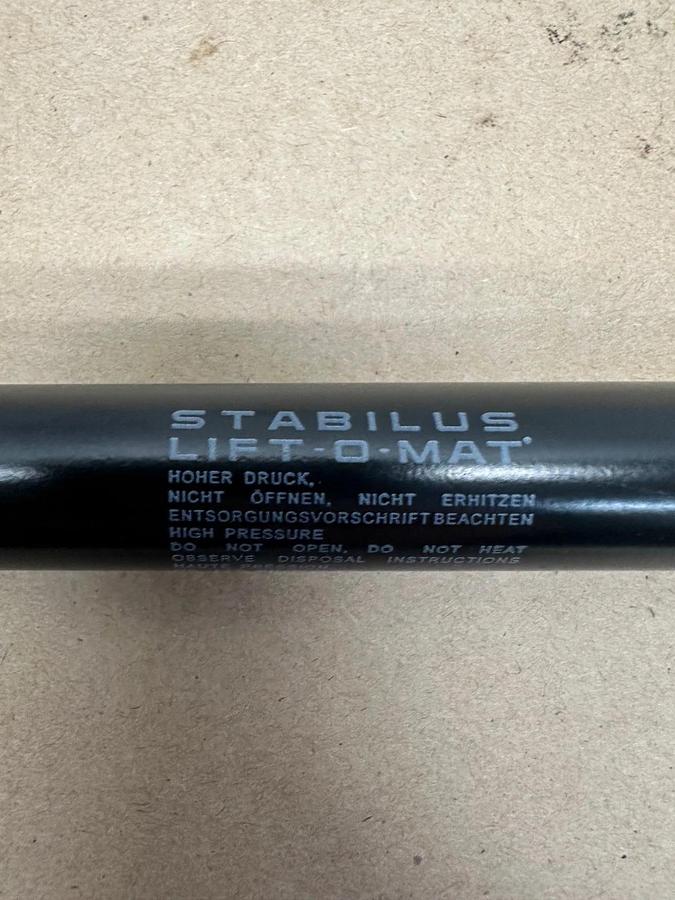 STABILUS
LIFT-O-MAT®
HOHER DRUCK,
NICHT ÖFFNEN, NICHT ERHITZEN
ENTSORGUNGSVORSCHRIFT BEACHTEN
HIGH PRESSURE
DO NOT OPEN, DO NOT HEAT
OBSERVE DISPOSAL INSTRUCTIONS